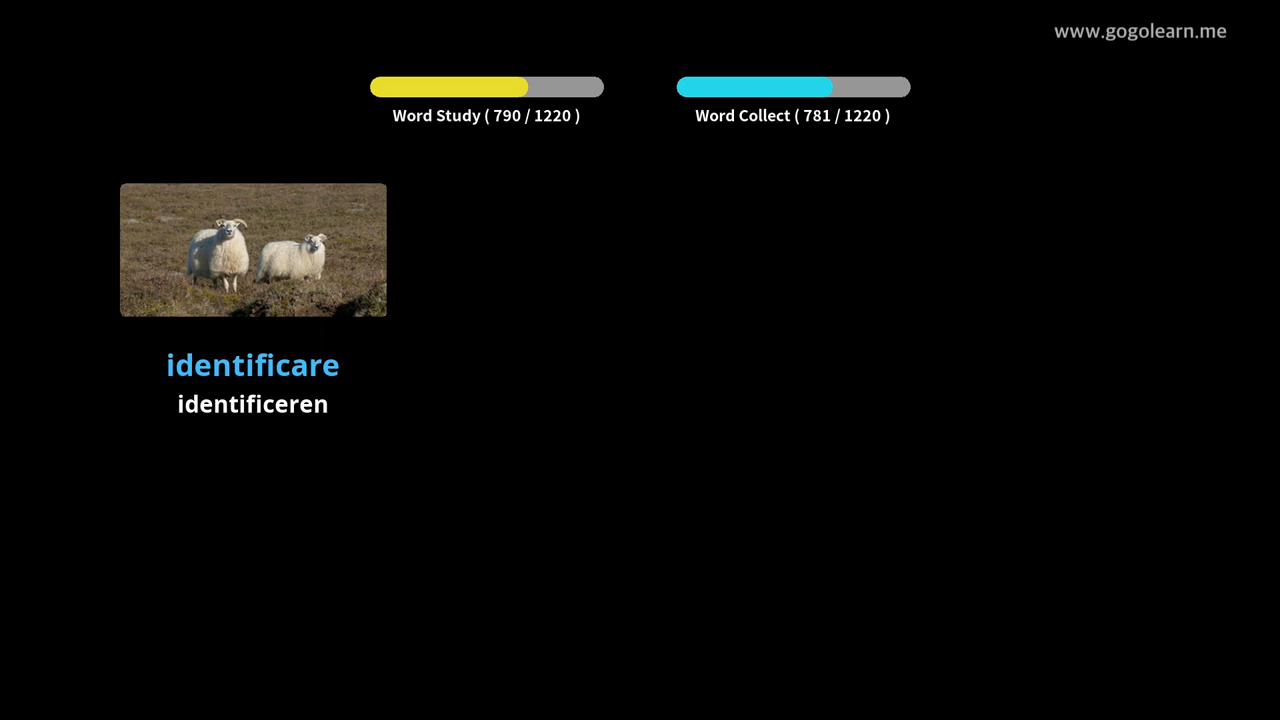 www.gogolearn.me
Word Study ( 790 / 1220 )
Word Collect ( 781 / 1220 )
identificare
identificeren